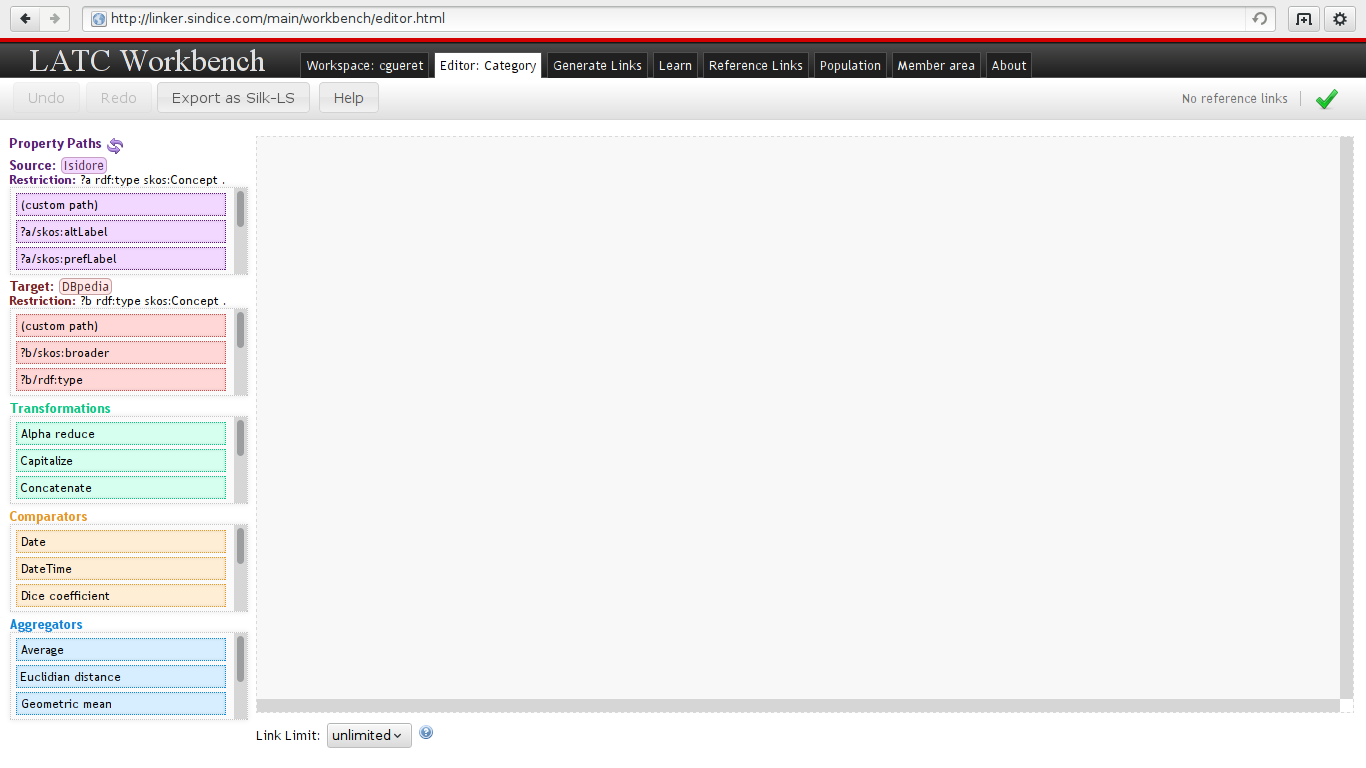 http://linker.sindice.com/main/workbench/editor.html
LATC Workbench
Workspace: cgueret
Editor: Category
Generate Links
Learn
Reference Links
Population
Member area
About
Undo
Redo
Export as Silk-LS
Help
No reference links
Property Paths
Source: Isidore
Restriction: ?a rdf:type skos:Concept .
(custom path)
?a/skos:altLabel
?a/skos:prefLabel
Target: DBpedia
Restriction: ?b rdf:type skos:Concept .
(custom path)
?b/skos:broader
?b/rdf:type
Transformations
Alpha reduce
Capitalize
Concatenate
Comparators
Date
DateTime
Dice coefficient
Aggregators
Average
Euclidian distance
Geometric mean
Link Limit: unlimited